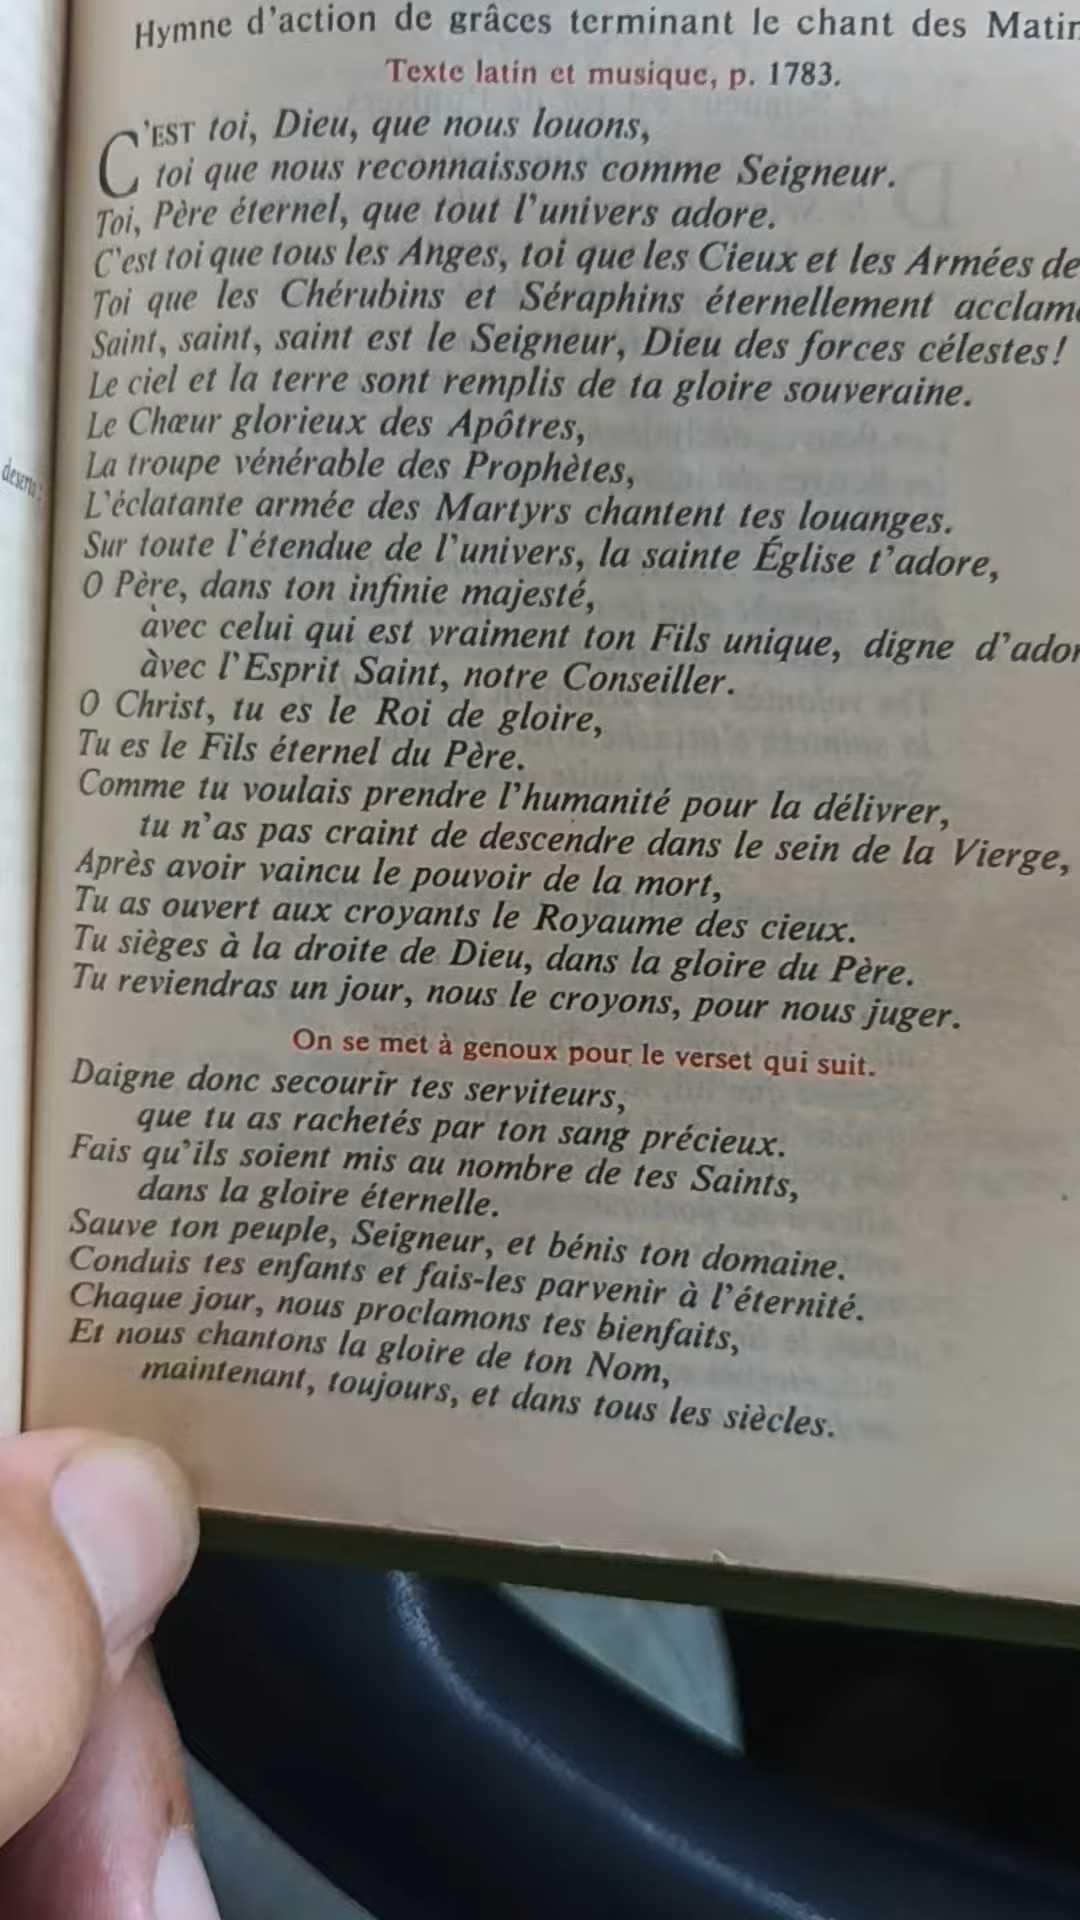 Hymne d'action de grâces terminant le chant des
Texte latin et musique, p. 1783.
C'EST toi, Dieu, que nous louons,
toi que nous reconnaissons comme Seigneur.
Toi, Père éternel, que tout l'univers adore.
C'est toi que tous les Anges, toi que les Cieux et les Armées de
Toi que les Chérubins et Séraphins éternellement
Saint, saint, saint est le Seigneur, Dieu des forces célestes!
Le ciel et la terre sont remplis de ta gloire souveraine.
Le Chœur glorieux des Apôtres,
La troupe vénérable des Prophètes,
L'éclatante armée des Martyrs chantent tes louanges.
Sur toute l'étendue de l'univers, la sainte Église t'adore,
O Père, dans ton infinie majesté,
àvec celui qui est vraiment ton Fils unique, digne
àvec l'Esprit Saint, notre Conseiller.
O Christ, tu es le Roi de gloire,
Tu es le Fils éternel du Père.
Comme tu voulais prendre l'humanité pour la délivrer,
tu n'as pas craint de descendre dans le sein de la Vierge,
Après avoir vaincu le pouvoir de la mort,
Tu as ouvert aux croyants le Royaume des cieux.
Tu sièges à la droite de Dieu, dans la gloire du Père.
Tu reviendras un jour, nous le croyons, pour nous juger.
On se met à genoux pour le verset qui suit.
Daigne donc secourir tes serviteurs,
que tu as rachetés par ton sang précieux.
Fais qu'ils soient mis au nombre de tes Saints,
dans la gloire éternelle.
Sauve ton peuple, Seigneur, et bénis ton domaine.
Conduis tes enfants et fais-les parvenir à l'éternité.
Chaque jour, nous proclamons tes bienfaits,
Et nous chantons la gloire de ton Nom,
maintenant, toujours, et dans tous les siècles.